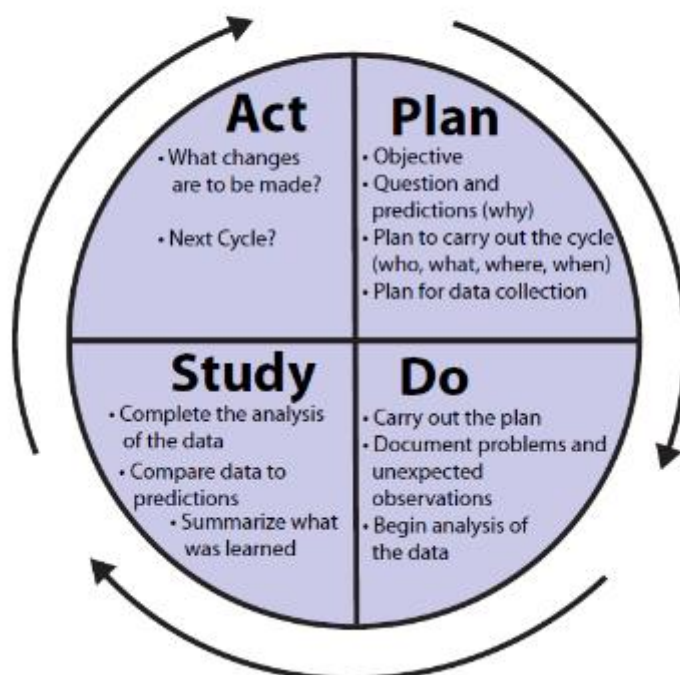 Act
• What changes
are to be made?
• Next Cycle?
Plan
• Objective
• Question and
predictions (why)
• Plan to carry out the cycle
(who, what, where, when)
• Plan for data collection
Study
• Complete the analysis
of the data
• Compare data to
predictions
• Summarize what
was learned
Do
• Carry out the plan
• Document problems and
unexpected
observations
• Begin analysis of
the data